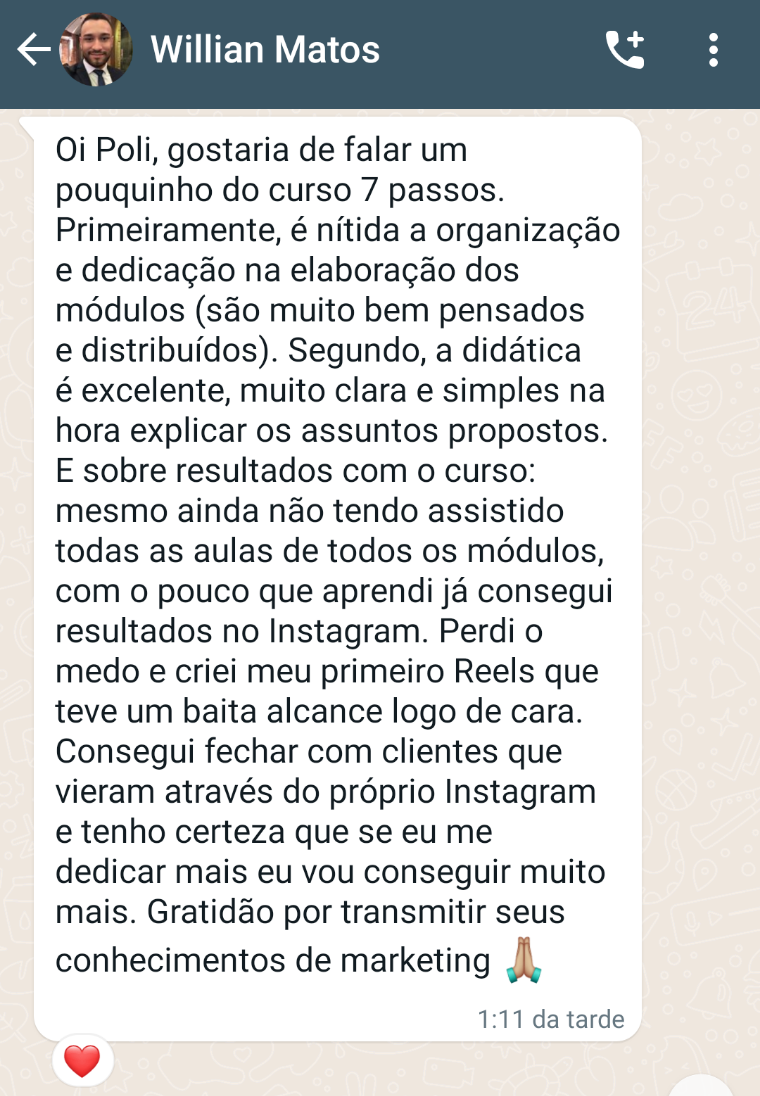 Willian Matos
Oi Poli, gostaria de falar um
pouquinho do curso 7 passos.
Primeiramente, é nítida a organização
e dedicação na elaboração dos
módulos (são muito bem pensados
e distribuídos). Segundo, a didática
é excelente, muito clara e simples na
hora explicar os assuntos propostos.
E sobre resultados com o curso:
mesmo ainda não tendo assistido
todas as aulas de todos os módulos,
com o pouco que aprendi já consegui
resultados no Instagram. Perdi o
medo e criei meu primeiro Reels que
teve um baita alcance logo de cara.
Consegui fechar com clientes que
vieram através do próprio Instagram
e tenho certeza que se eu me
dedicar mais eu vou conseguir muito
mais. Gratidão por transmitir seus
conhecimentos de marketing 🙏🏼
1:11 da tarde